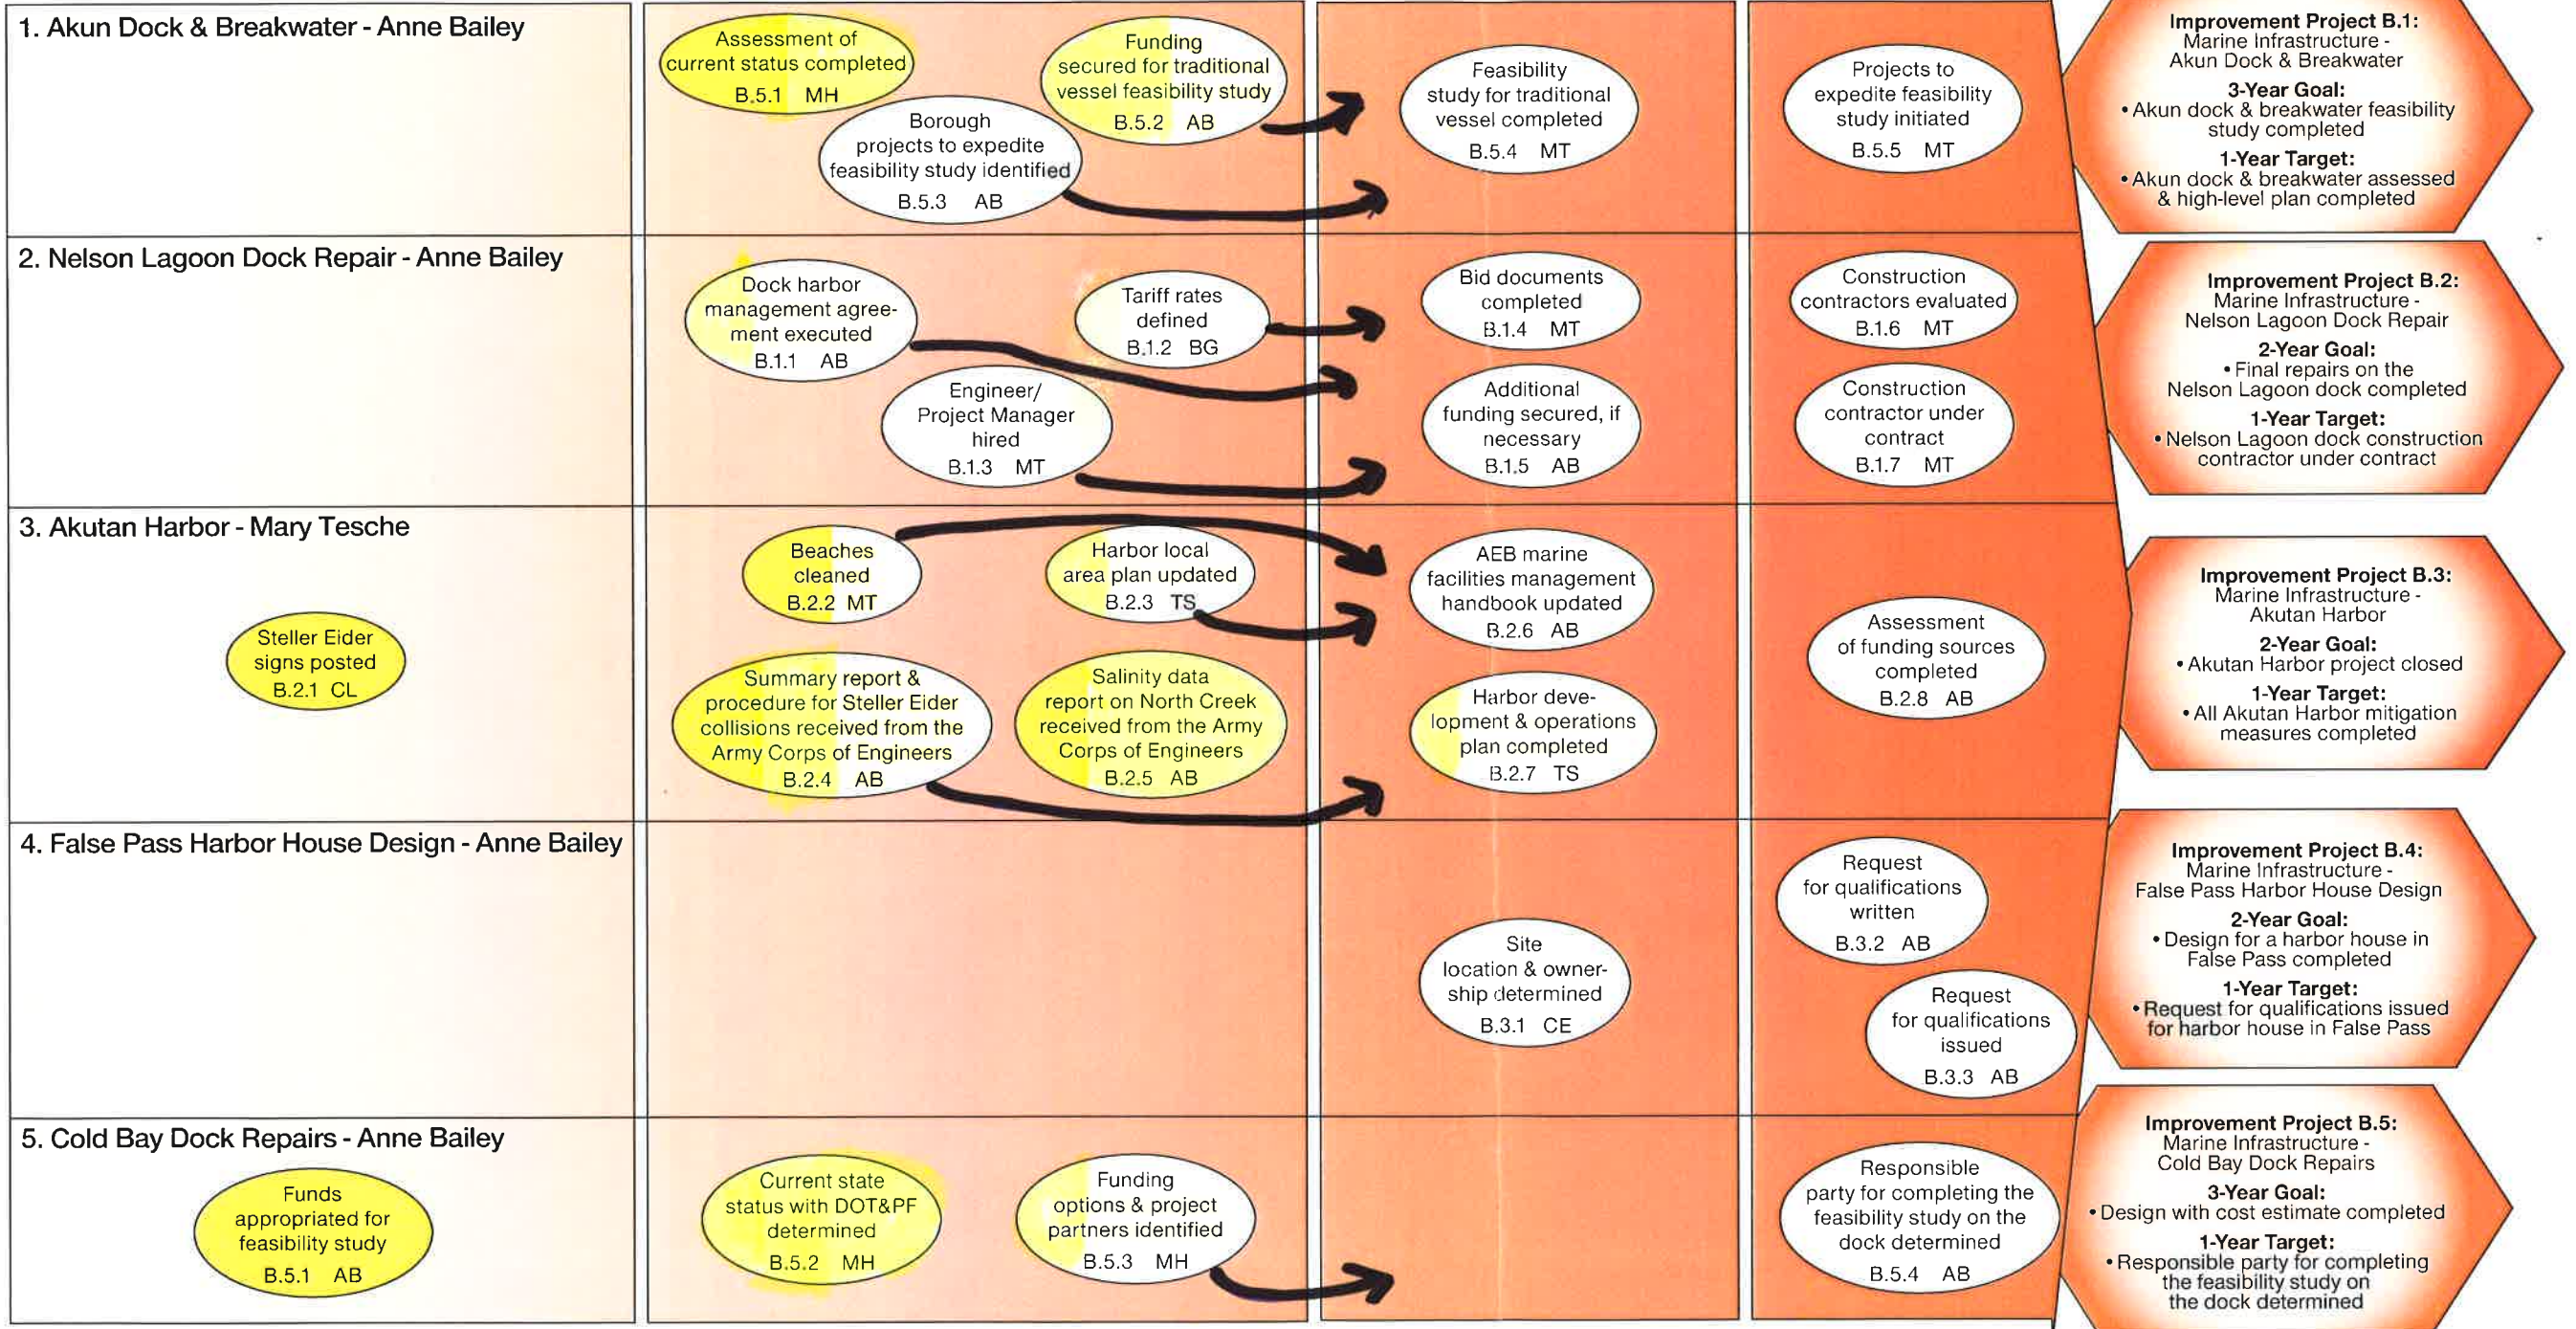 1. Akun Dock & Breakwater - Anne Bailey
Assessment of
current status completed
B.5.1 MH
Funding
secured for traditional
vessel feasibility study
B.5.2 AB
Borough
projects to expedite
feasibility study identified
B.5.3 AB
Feasibility
study for traditional
vessel completed
B.5.4 MT
Projects to
expedite feasibility
study initiated
B.5.5 MT
Improvement Project B.1:
Marine Infrastructure -
Akun Dock & Breakwater
3-Year Goal:
• Akun dock & breakwater feasibility
study completed
1-Year Target:
• Akun dock & breakwater assessed
& high-level plan completed
2. Nelson Lagoon Dock Repair - Anne Bailey
Dock harbor
management agree-
ment executed
B.1.1 AB
Tariff rates
defined
B.1.2 BG
Engineer/
Project Manager
hired
B.1.3 MT
Bid documents
completed
B.1.4 MT
Additional
funding secured, if
necessary
B.1.5 AB
Construction
contractors evaluated
B.1.6 MT
Construction
contractor under
contract
B.1.7 MT
Improvement Project B.2:
Marine Infrastructure -
Nelson Lagoon Dock Repair
2-Year Goal:
• Final repairs on the
Nelson Lagoon dock completed
1-Year Target:
• Nelson Lagoon dock construction
contractor under contract
3. Akutan Harbor - Mary Tesche
Steller Eider
signs posted
B.2.1 CL
Beaches
cleaned
B.2.2 MT
Harbor local
area plan updated
B.2.3 TS
Summary report &
procedure for Steller Eider
collisions received from the
Army Corps of Engineers
B.2.4 AB
Salinity data
report on North Creek
received from the Army
Corps of Engineers
B.2.5 AB
AEB marine
facilities management
handbook updated
B.2.6 AB
Harbor deve-
lopment & operations
plan completed
B.2.7 TS
Assessment
of funding sources
completed
B.2.8 AB
Improvement Project B.3:
Marine Infrastructure -
Akutan Harbor
2-Year Goal:
• Akutan Harbor project closed
1-Year Target:
• All Akutan Harbor mitigation
measures completed
4. False Pass Harbor House Design - Anne Bailey
Site
location & owner-
ship determined
B.3.1 CE
Request
for qualifications
written
B.3.2 AB
Request
for qualifications
issued
B.3.3 AB
Improvement Project B.4:
Marine Infrastructure -
False Pass Harbor House Design
2-Year Goal:
• Design for a harbor house in
False Pass completed
1-Year Target:
• Request for qualifications issued
for harbor house in False Pass
5. Cold Bay Dock Repairs - Anne Bailey
Funds
appropriated for
feasibility study
B.5.1 AB
Current state
status with DOT&PF
determined
B.5.2 MH
Funding
options & project
partners identified
B.5.3 MH
Responsible
party for completing the
feasibility study on the
dock determined
B.5.4 AB
Improvement Project B.5:
Marine Infrastructure -
Cold Bay Dock Repairs
3-Year Goal:
• Design with cost estimate completed
1-Year Target:
• Responsible party for completing
the feasibility study on
the dock determined